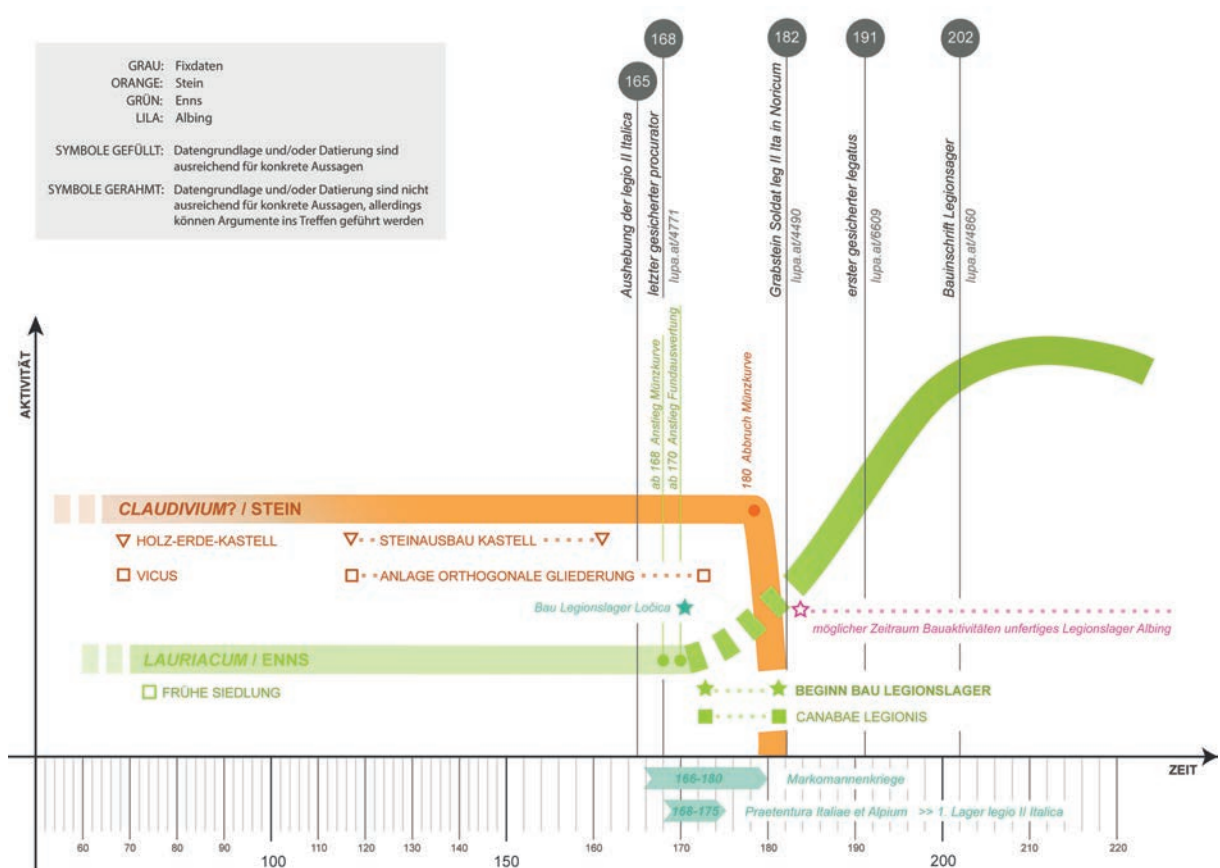 GRAU: Fixdaten
ORANGE: Stein
GRÜN: Enns
LILA: Albing
SYMBOLE GEFÜLLT: Datengrundlage und/oder Datierung sind
ausreichend für konkrete Aussagen
SYMBOLE GERAHMT: Datengrundlage und/oder Datierung sind nicht
ausreichend für konkrete Aussagen, allerdings
können Argumente ins Treffen geführt werden
165
168
182
191
202
Aushebung der legio II Italica
letzter gesicherter procurator
lupa.at/4771
Grabstein Soldat leg II Ita in Noricum
lupa.at/4490
erster gesicherter legatus
lupa.at/6609
Bauinschrift Legionsager
lupa.at/4860
AKTIVITÄT
ab 168 Anstieg Münzkurve
ab 170 Anstieg Fundauswertung
180 Abbruch Münzkurve
CLAUDIVIUM? / STEIN
HOLZ-ERDE-KASTELL
STEINAUSBAU KASTELL
VICUS
ANLAGE ORTHOGONALE GLIEDERUNG
Bau Legionslager Ločica
möglicher Zeitraum Bauaktivitäten unfertiges Legionslager Albing
LAURIACUM / ENNS
FRÜHE SIEDLUNG
BEGINN BAU LEGIONSLAGER
CANABAE LEGIONIS
ZEIT
166-180 Markomannenkriege
168-175 Praetentura Italiae et Alpium >> 1. Lager legio II Italica
60 70 80 90 100 110 120 130 140 150 160 170 180 190 200 210 220